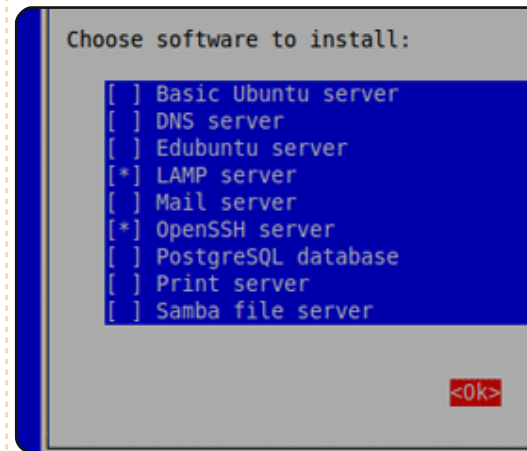 Choose software to install:
[ ] Basic Ubuntu server
[ ] DNS server
[ ] Edubuntu server
[*] LAMP server
[ ] Mail server
[*] OpenSSH server
[ ] PostgreSQL database
[ ] Print server
[ ] Samba file server
<Ok>